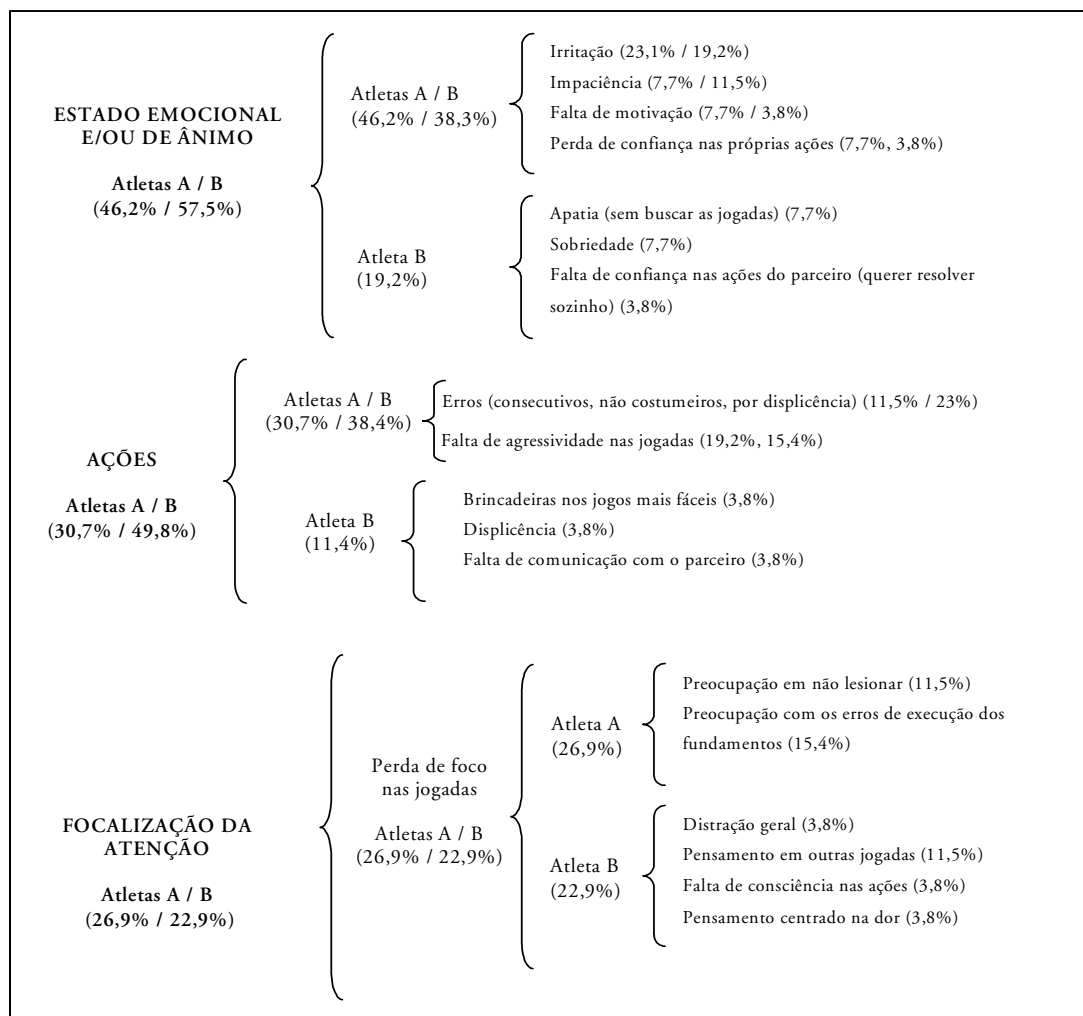 ESTADO EMOCIONAL
E/OU DE ÂNIMO
Atletas A / B
(46,2% / 57,5%)
Atletas A / B
(46,2% / 38,3%)
Irritação (23,1% / 19,2%)
Impaciência (7,7% / 11,5%)
Falta de motivação (7,7% / 3,8%)
Perda de confiança nas próprias ações (7,7%, 3,8%)
Atleta B
(19,2%)
Apatia (sem buscar as jogadas) (7,7%)
Sobriedade (7,7%)
Falta de confiança nas ações do parceiro (querer resolver
sozinho) (3,8%)
AÇÕES
Atletas A / B
(30,7% / 49,8%)
Atletas A / B
(30,7% / 38,4%)
Erros (consecutivos, não costumeiros, por displicência) (11,5% / 23%)
Falta de agressividade nas jogadas (19,2%, 15,4%)
Atleta B
(11,4%)
Brincadeiras nos jogos mais fáceis (3,8%)
Displicência (3,8%)
Falta de comunicação com o parceiro (3,8%)
FOCALIZAÇÃO DA
ATENÇÃO
Atletas A / B
(26,9% / 22,9%)
Perda de foco
nas jogadas
Atletas A / B
(26,9% / 22,9%)
Atleta A
(26,9%)
Preocupação em não lesionar (11,5%)
Preocupação com os erros de execução dos
fundamentos (15,4%)
Atleta B
(22,9%)
Distração geral (3,8%)
Pensamento em outras jogadas (11,5%)
Falta de consciência nas ações (3,8%)
Pensamento centrado na dor (3,8%)